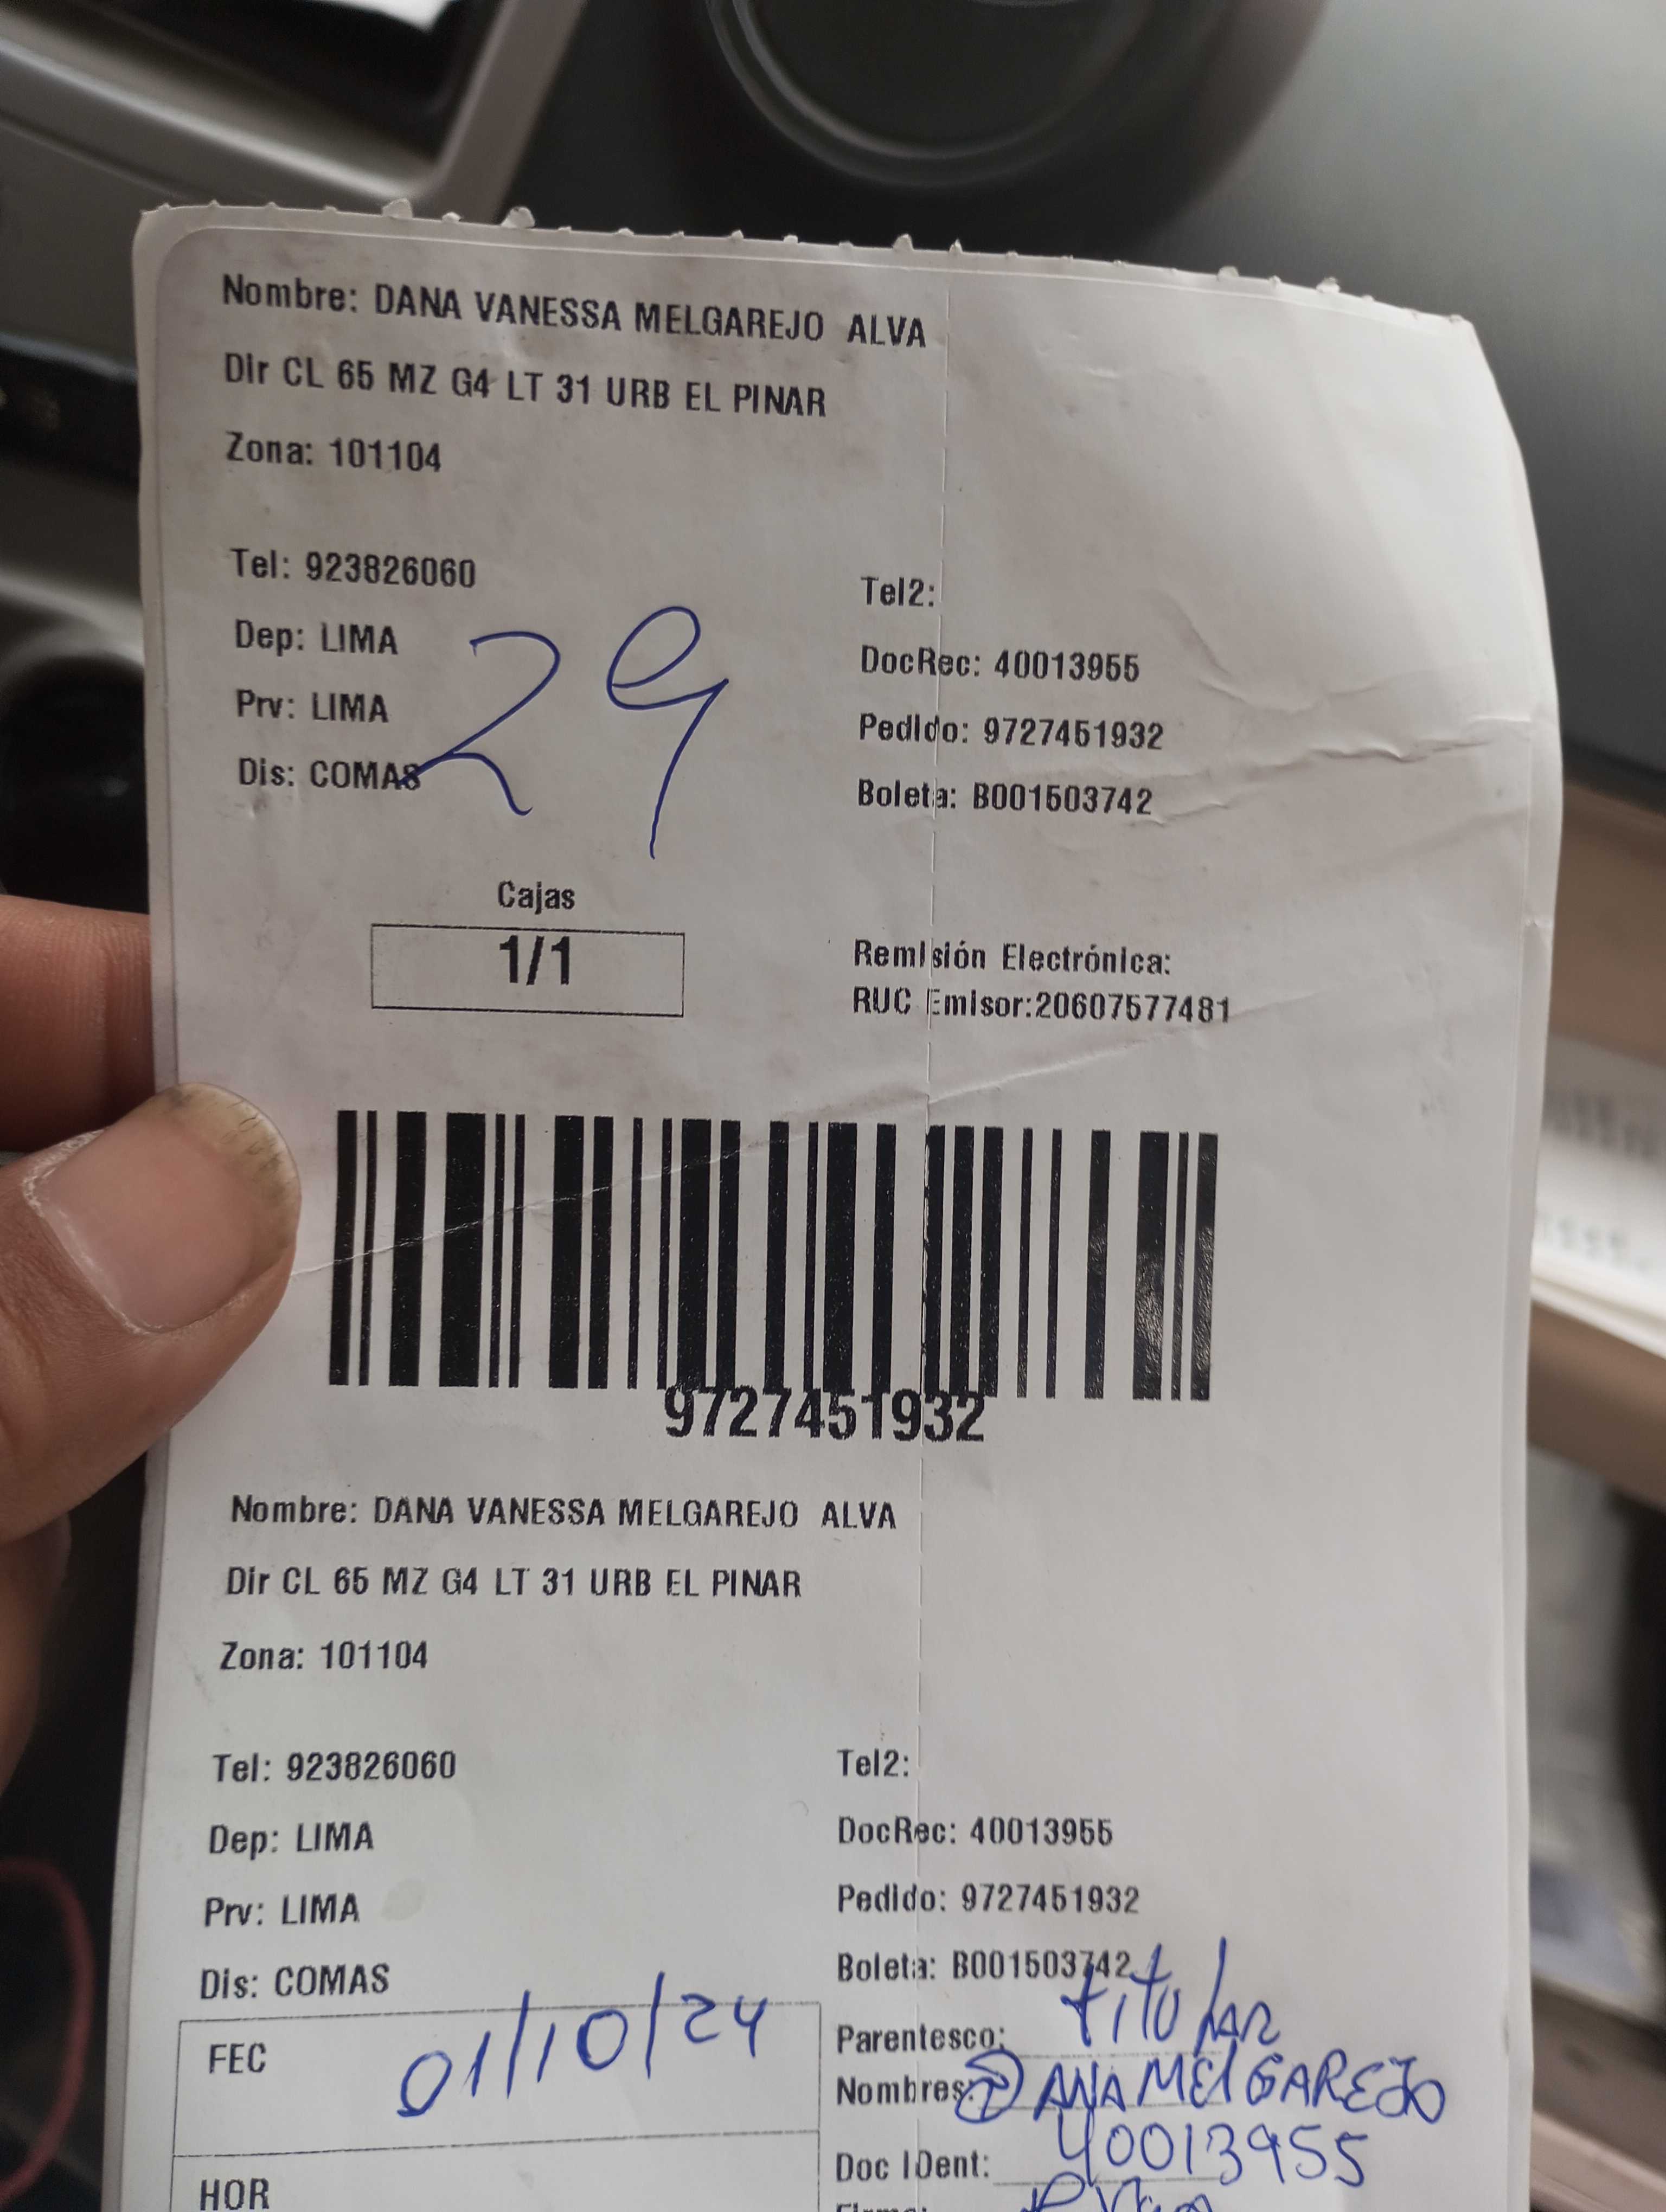 Nombre: DANA VANESSA MELGAREJO ALVA
Dir CL 65 MZ G4 LT 31 URB EL PINAR
Zona: 101104
Tel: 923826060
Tel2:
Dep: LIMA
DocRec: 40013955
Prv: LIMA
Pedido: 9727451932
Dis: COMAS
Boleta: B001503742
29
Cajas
1/1
Remisión Electrónica:
RUC Emisor:20607577481
9727451932
Nombre: DANA VANESSA MELGAREJO ALVA
Dir CL 65 MZ G4 LT 31 URB EL PINAR
Zona: 101104
Tel: 923826060
Tel2:
Dep: LIMA
DocRec: 40013955
Prv: LIMA
Pedido: 9727451932
Dis: COMAS
Boleta: B001503742
FEC 01/10/24
Parentesco: titular
Nombres: DANA MELGAREJO
Doc IDent: 40013955
HOR